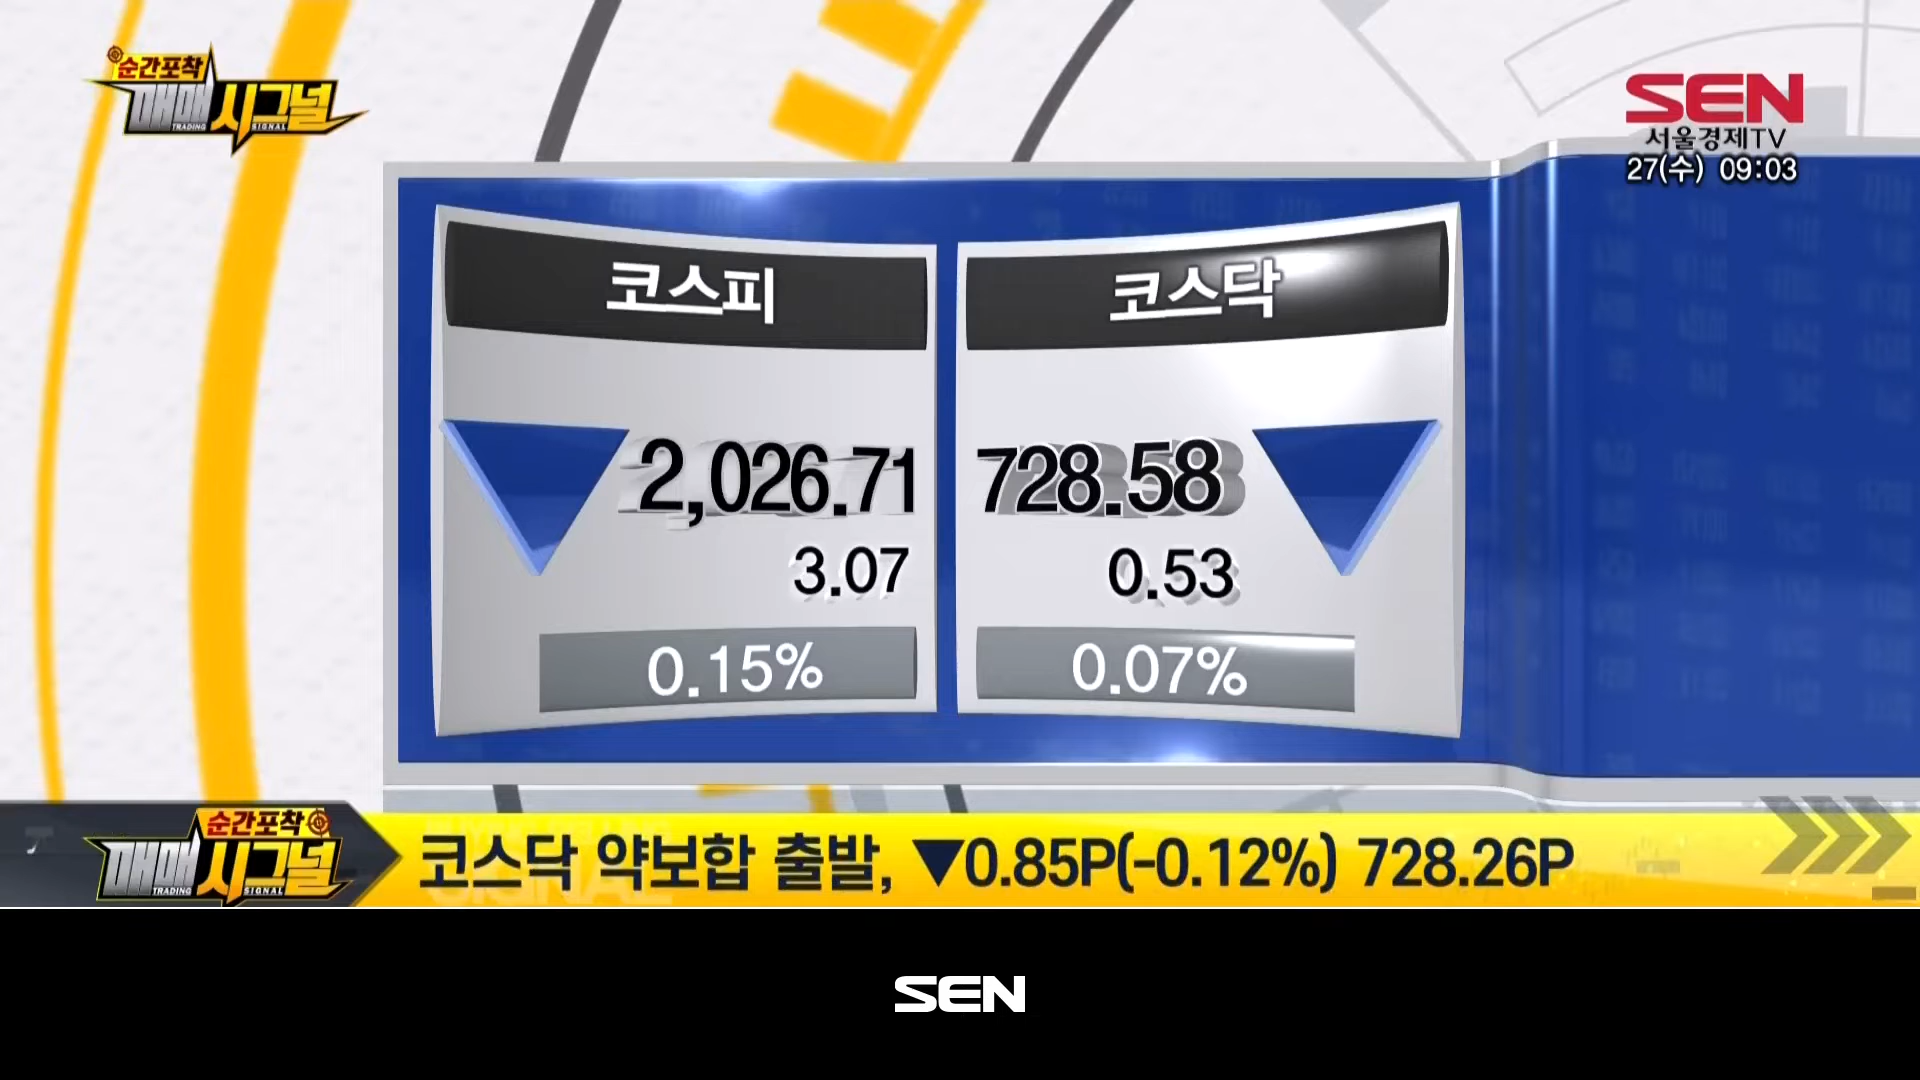 순간포착
매매 시그널
TRADING SIGNAL
SEN
서울경제TV
27(수) 09:03
코스피
▼ 2,026.71
3.07
0.15%
코스닥
728.58 ▼
0.53
0.07%
순간포착
매매 시그널
TRADING SIGNAL
코스닥 약보합 출발, ▼0.85P(-0.12%) 728.26P
SEN